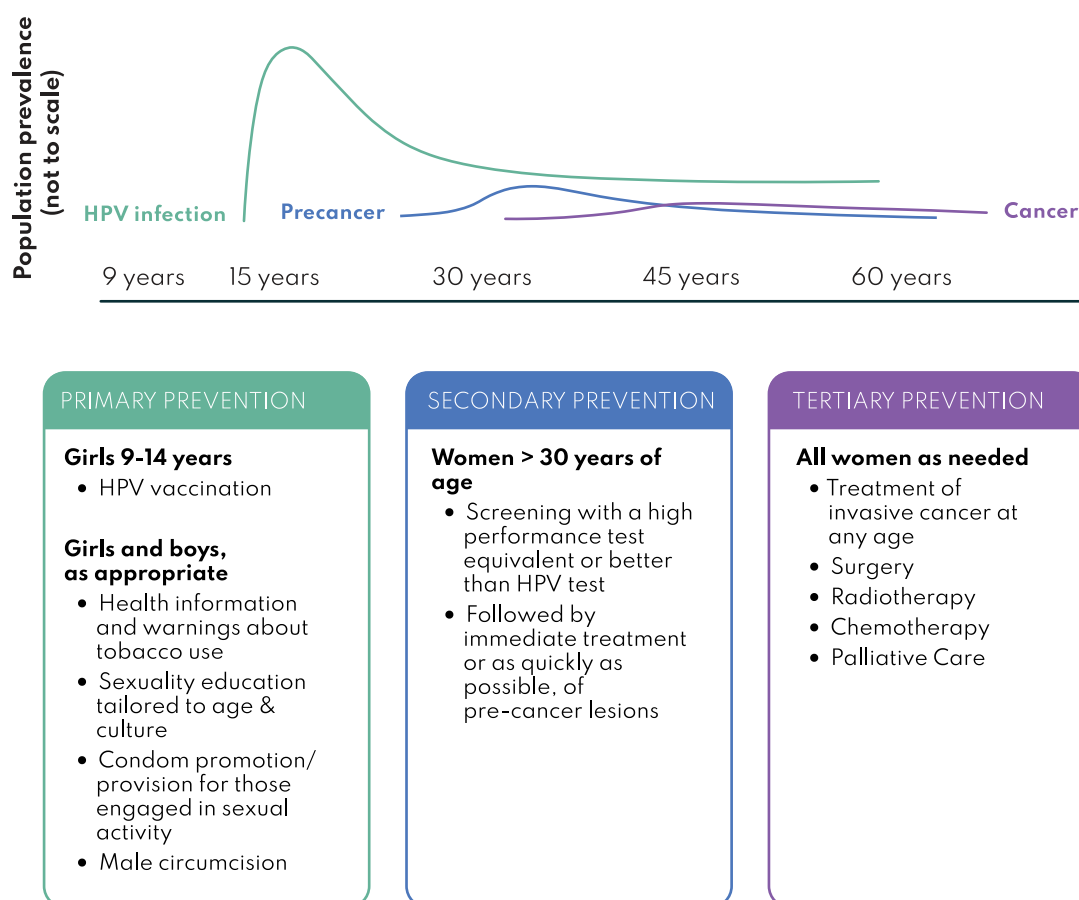 Population prevalence
(not to scale)
HPV infection
Precancer
Cancer
9 years
15 years
30 years
45 years
60 years
PRIMARY PREVENTION
Girls 9-14 years
• HPV vaccination
Girls and boys,
as appropriate
• Health information
and warnings about
tobacco use
• Sexuality education
tailored to age &
culture
• Condom promotion/
provision for those
engaged in sexual
activity
• Male circumcision
SECONDARY PREVENTION
Women > 30 years of
age
• Screening with a high
performance test
equivalent or better
than HPV test
• Followed by
immediate treatment
or as quickly as
possible, of
pre-cancer lesions
TERTIARY PREVENTION
All women as needed
• Treatment of
invasive cancer at
any age
• Surgery
• Radiotherapy
• Chemotherapy
• Palliative Care